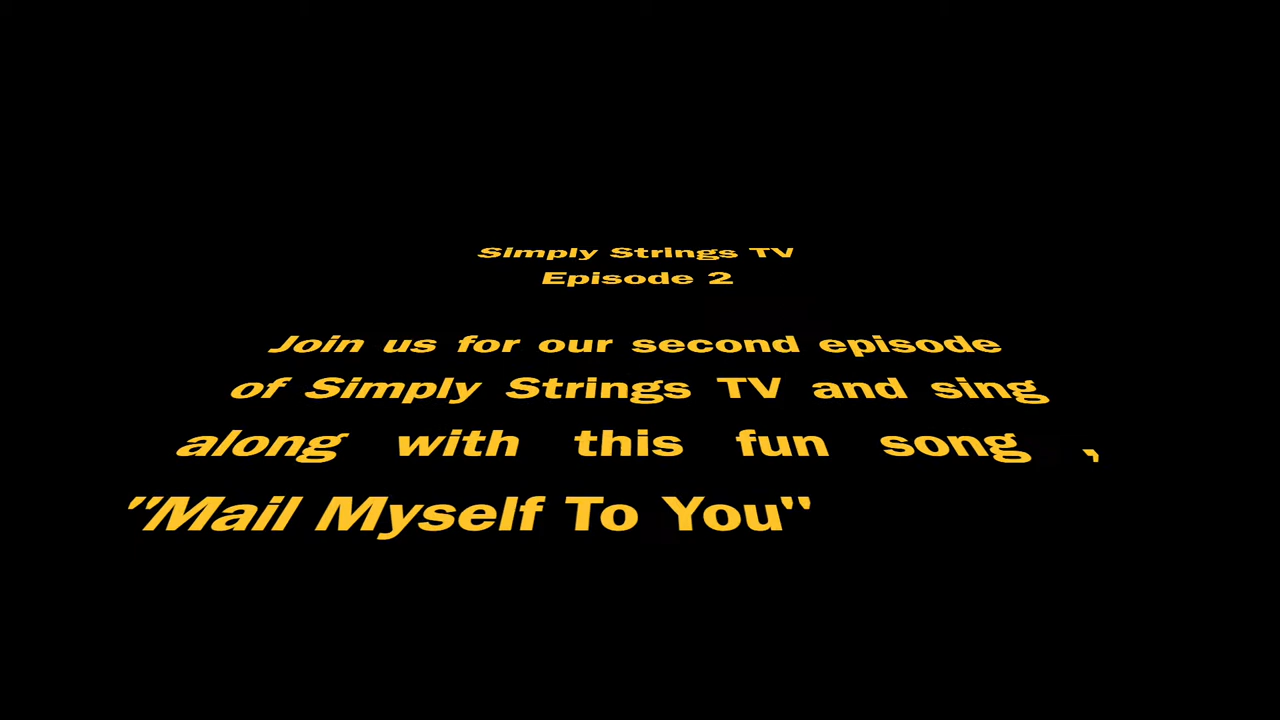 Simply Strings TV
Episode 2
Join us for our second episode
of Simply Strings TV and sing
along with this fun song ,
"Mail Myself To You"